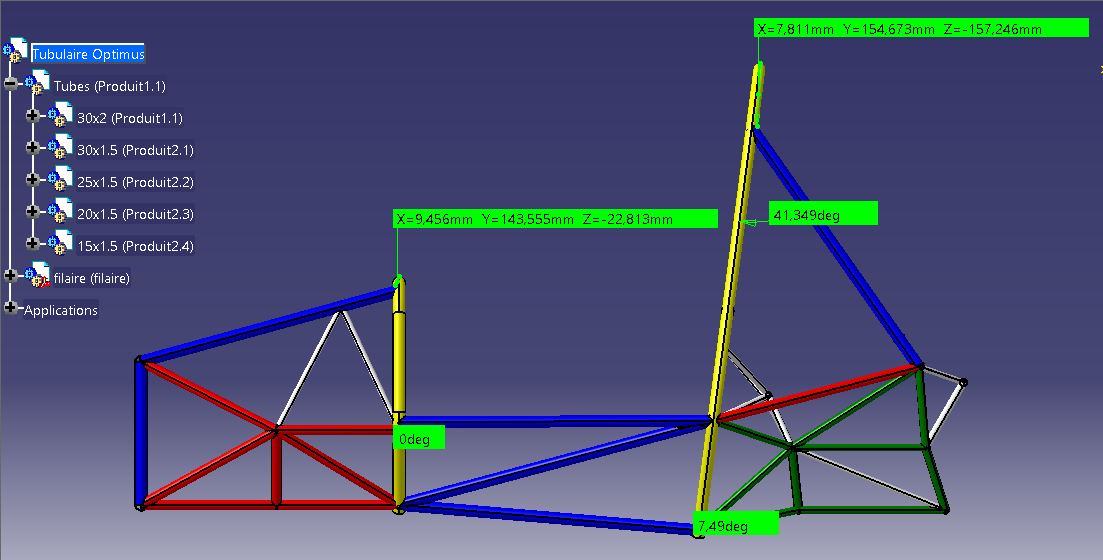 X=7,811mm Y=154,673mm Z=-157,246mm
Tubulaire Optimus
Tubes (Produit1.1)
30x2 (Produit1.1)
30x1.5 (Produit2.1)
25x1.5 (Produit2.2)
20x1.5 (Produit2.3)
15x1.5 (Produit2.4)
filaire (filaire)
Applications
41,349deg
X=9,456mm Y=143,555mm Z=-22,813mm
0deg
7,49deg